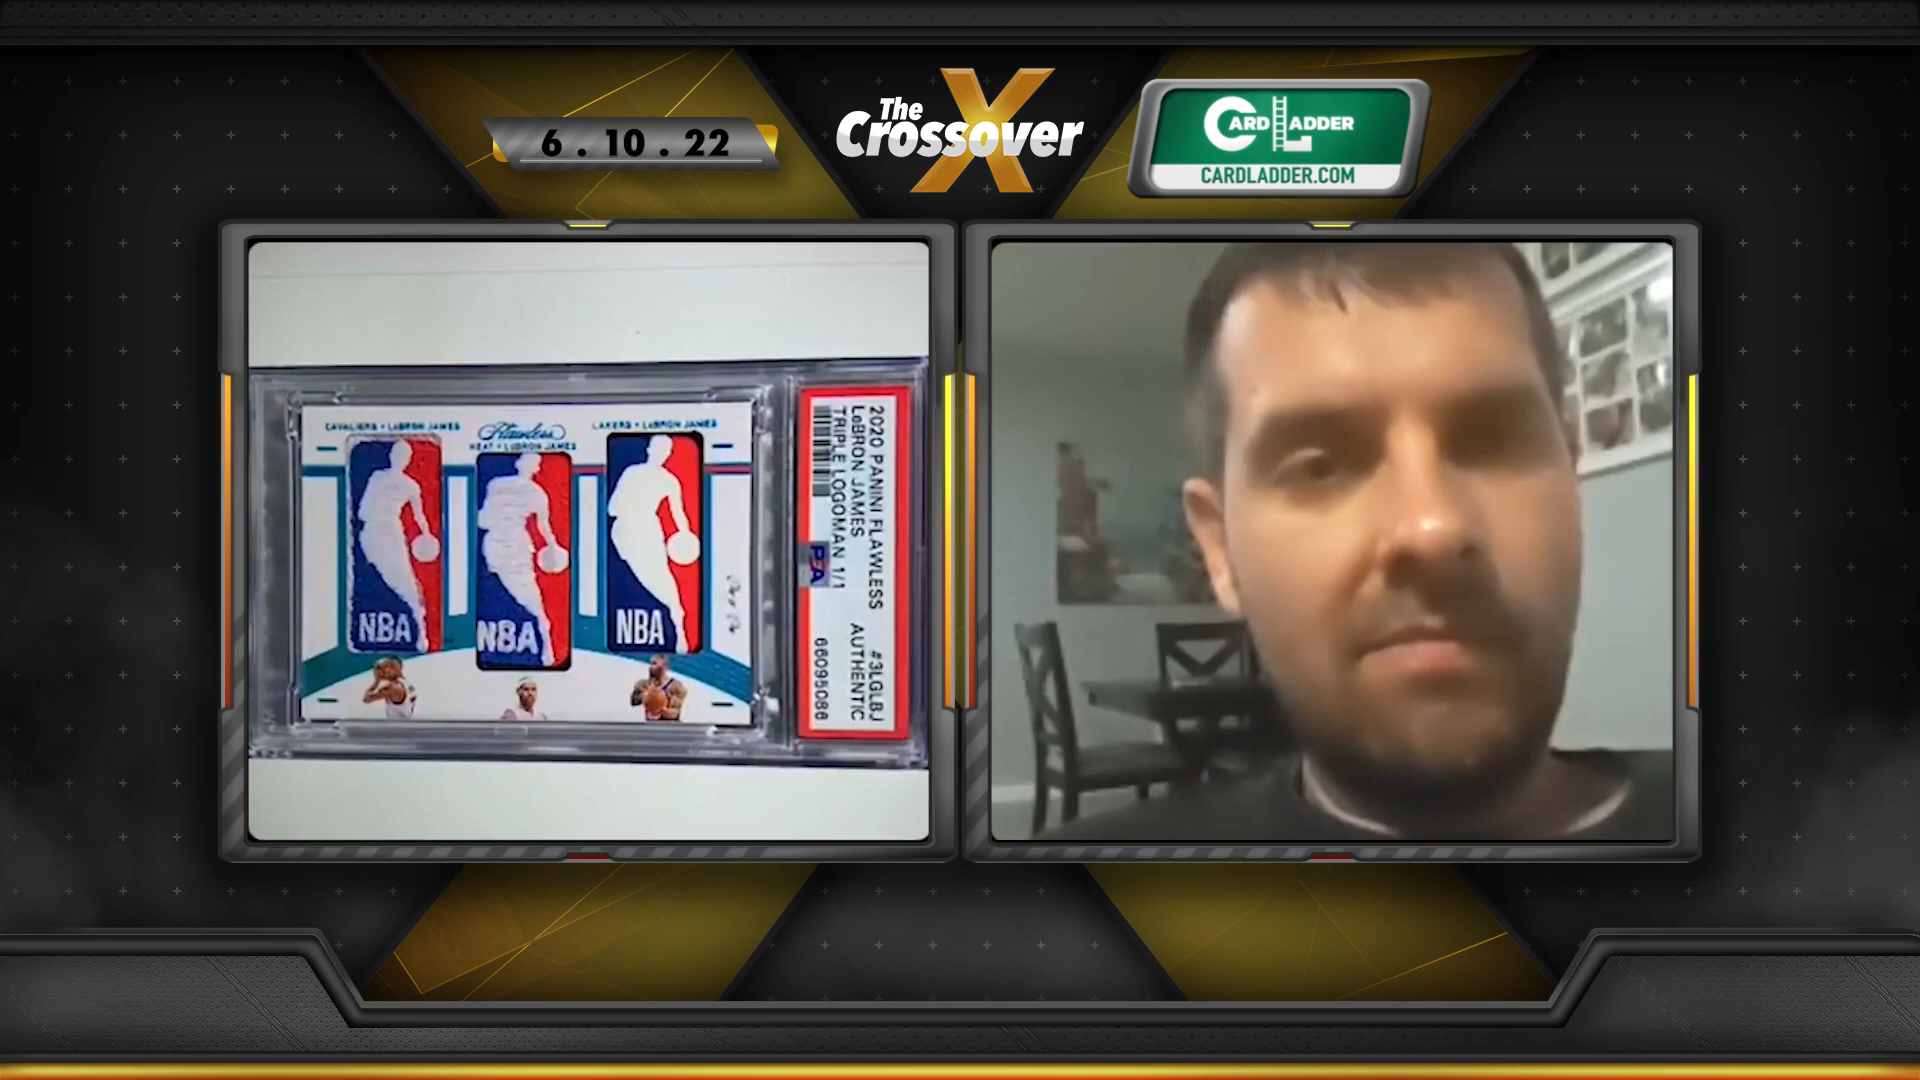 6 . 10 . 22
The
Crossover
X
CARD LADDER
CARDLADDER.COM
CAVALIERS • LeBRON JAMES
Flawless
HEAT • LeBRON JAMES
LAKERS • LeBRON JAMES
NBA
NBA
NBA
2020 PANINI FLAWLESS #3LGLBJ
LeBRON JAMES AUTHENTIC
TRIPLE LOGOMAN 1/1
66095086
PSA